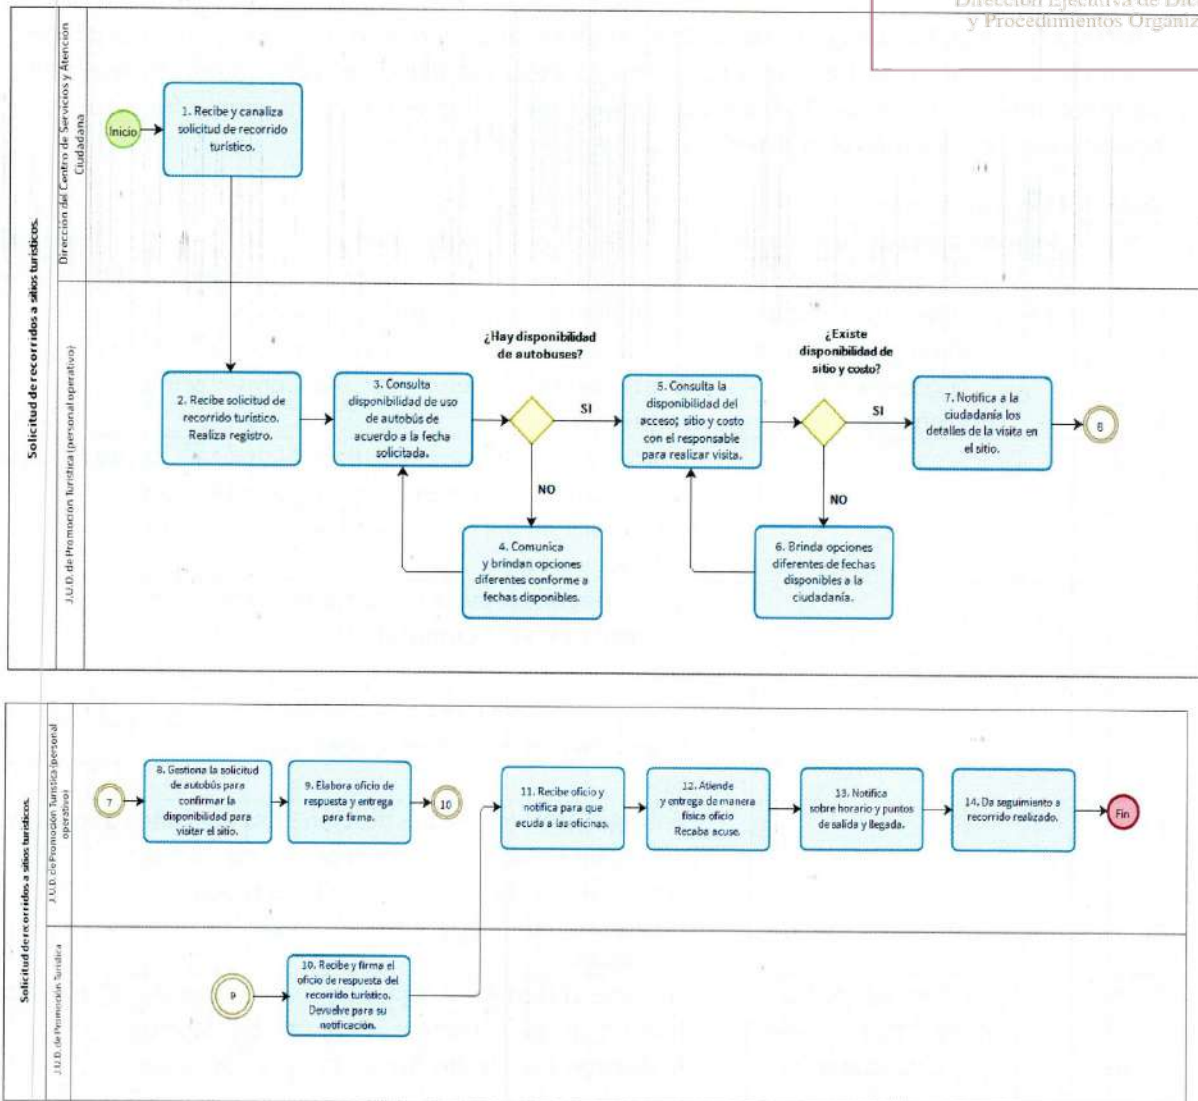 Dirección Ejecutiva de Dic
y Procedimientos Organiz
Solicitud de recorridos a sitios turísticos.
Dirección del Centro de Servicios y Atención
Ciudadana
Inicio
1. Recibe y canaliza
solicitud de recorrido
turístico.
J.U.D. de Promoción Turística (personal operativo)
2. Recibe solicitud de
recorrido turístico.
Realiza registro.
3. Consulta
disponibilidad de uso
de autobús de
acuerdo a la fecha
solicitada.
¿Hay disponibilidad
de autobuses?
SI
NO
4. Comunica
y brindan opciones
diferentes conforme a
fechas disponibles.
5. Consulta la
disponibilidad del
acceso; sitio y costo
con el responsable
para realizar visita.
¿Existe
disponibilidad de
sitio y costo?
SI
NO
6. Brinda opciones
diferentes de fechas
disponibles a la
ciudadanía.
7. Notifica a la
ciudadanía los
detalles de la visita en
el sitio.
8
Solicitud de recorridos a sitios turísticos.
J.U.D. de Promoción Turística (personal
operativo)
7
8. Gestiona la solicitud
de autobús para
confirmar la
disponibilidad para
visitar el sitio.
9. Elabora oficio de
respuesta y entrega
para firma.
10
11. Recibe oficio y
notifica para que
acuda a las oficinas.
12. Atiende
y entrega de manera
física oficio
Recaba acuse.
13. Notifica
sobre horario y puntos
de salida y llegada.
14. Da seguimiento a
recorrido realizado.
Fin
J.U.D. de Promoción Turística
9
10. Recibe y firma el
oficio de respuesta del
recorrido turístico.
Devuelve para su
notificación.